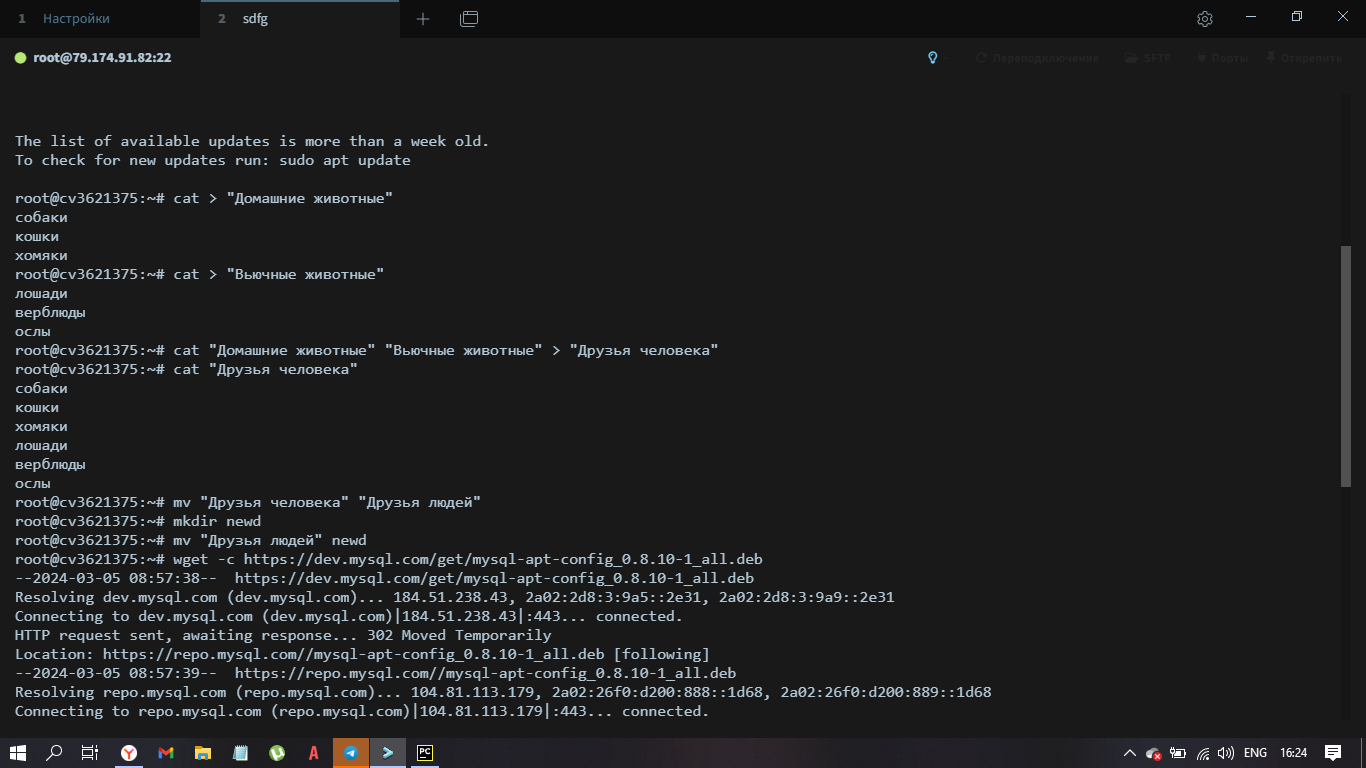 1 Настройки
2 sdfg
root@79.174.91.82:22
Переподключение SFTP Порты Открепить
The list of available updates is more than a week old.
To check for new updates run: sudo apt update
root@cv3621375:~# cat > "Домашние животные"
собаки
кошки
хомяки
root@cv3621375:~# cat > "Вьючные животные"
лошади
верблюды
ослы
root@cv3621375:~# cat "Домашние животные" "Вьючные животные" > "Друзья человека"
root@cv3621375:~# cat "Друзья человека"
собаки
кошки
хомяки
лошади
верблюды
ослы
root@cv3621375:~# mv "Друзья человека" "Друзья людей"
root@cv3621375:~# mkdir newd
root@cv3621375:~# mv "Друзья людей" newd
root@cv3621375:~# wget -c https://dev.mysql.com/get/mysql-apt-config_0.8.10-1_all.deb
--2024-03-05 08:57:38--  https://dev.mysql.com/get/mysql-apt-config_0.8.10-1_all.deb
Resolving dev.mysql.com (dev.mysql.com)... 184.51.238.43, 2a02:2d8:3:9a5::2e31, 2a02:2d8:3:9a9::2e31
Connecting to dev.mysql.com (dev.mysql.com)|184.51.238.43|:443... connected.
HTTP request sent, awaiting response... 302 Moved Temporarily
Location: https://repo.mysql.com//mysql-apt-config_0.8.10-1_all.deb [following]
--2024-03-05 08:57:39--  https://repo.mysql.com//mysql-apt-config_0.8.10-1_all.deb
Resolving repo.mysql.com (repo.mysql.com)... 104.81.113.179, 2a02:26f0:d200:888::1d68, 2a02:26f0:d200:889::1d68
Connecting to repo.mysql.com (repo.mysql.com)|104.81.113.179|:443... connected.
PC ENG 16:24